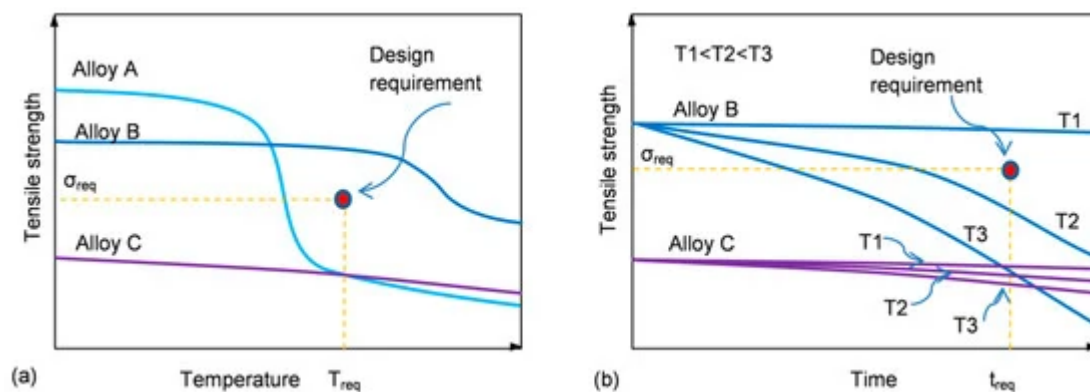 Alloy A
Design
requirement
Alloy B
σreq
Alloy C
Tensile strength
(a)
Temperature
Treq
T1<T2<T3
Design
requirement
Alloy B
T1
σreq
T2
T3
Alloy C
T1
T2
T3
Tensile strength
(b)
Time
treq